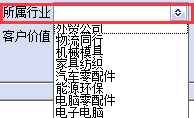 所属行业
外贸公司
客户价值
物流同行
机械模具
家具纺织
汽车零配件
能源环保
电脑零配件
电子电脑